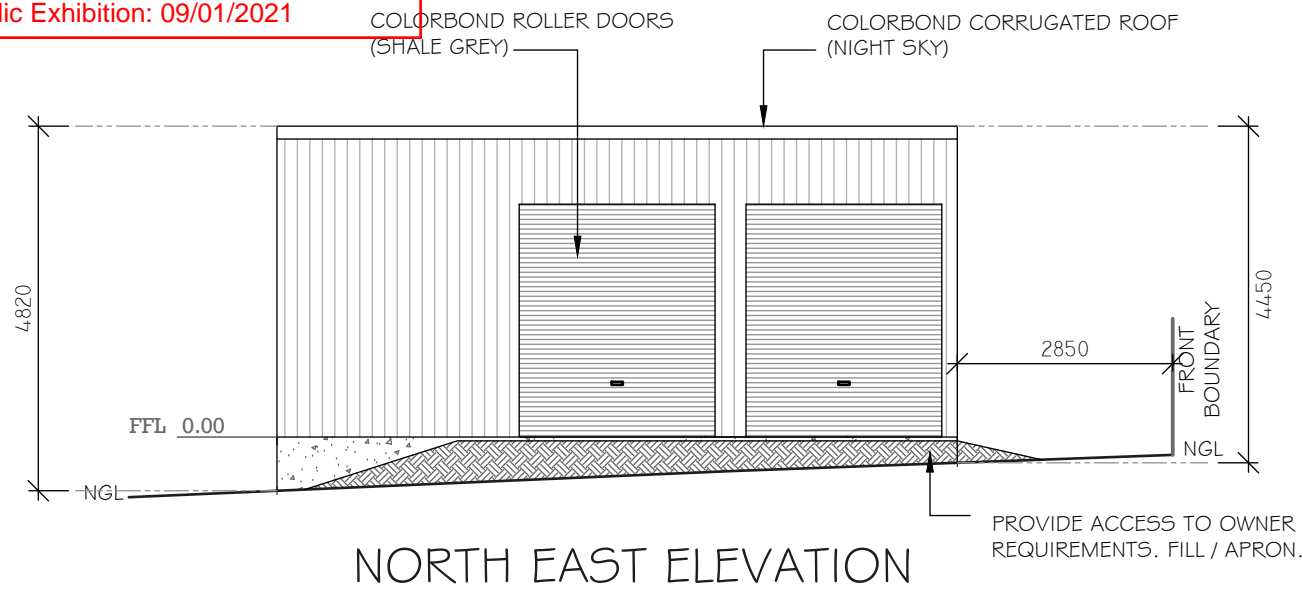 lic Exhibition: 09/01/2021
COLORBOND ROLLER DOORS
(SHALE GREY)
COLORBOND CORRUGATED ROOF
(NIGHT SKY)
4820
4450
2850
FRONT
BOUNDARY
FFL 0.00
NGL
NGL
PROVIDE ACCESS TO OWNER
REQUIREMENTS. FILL / APRON.
NORTH EAST ELEVATION